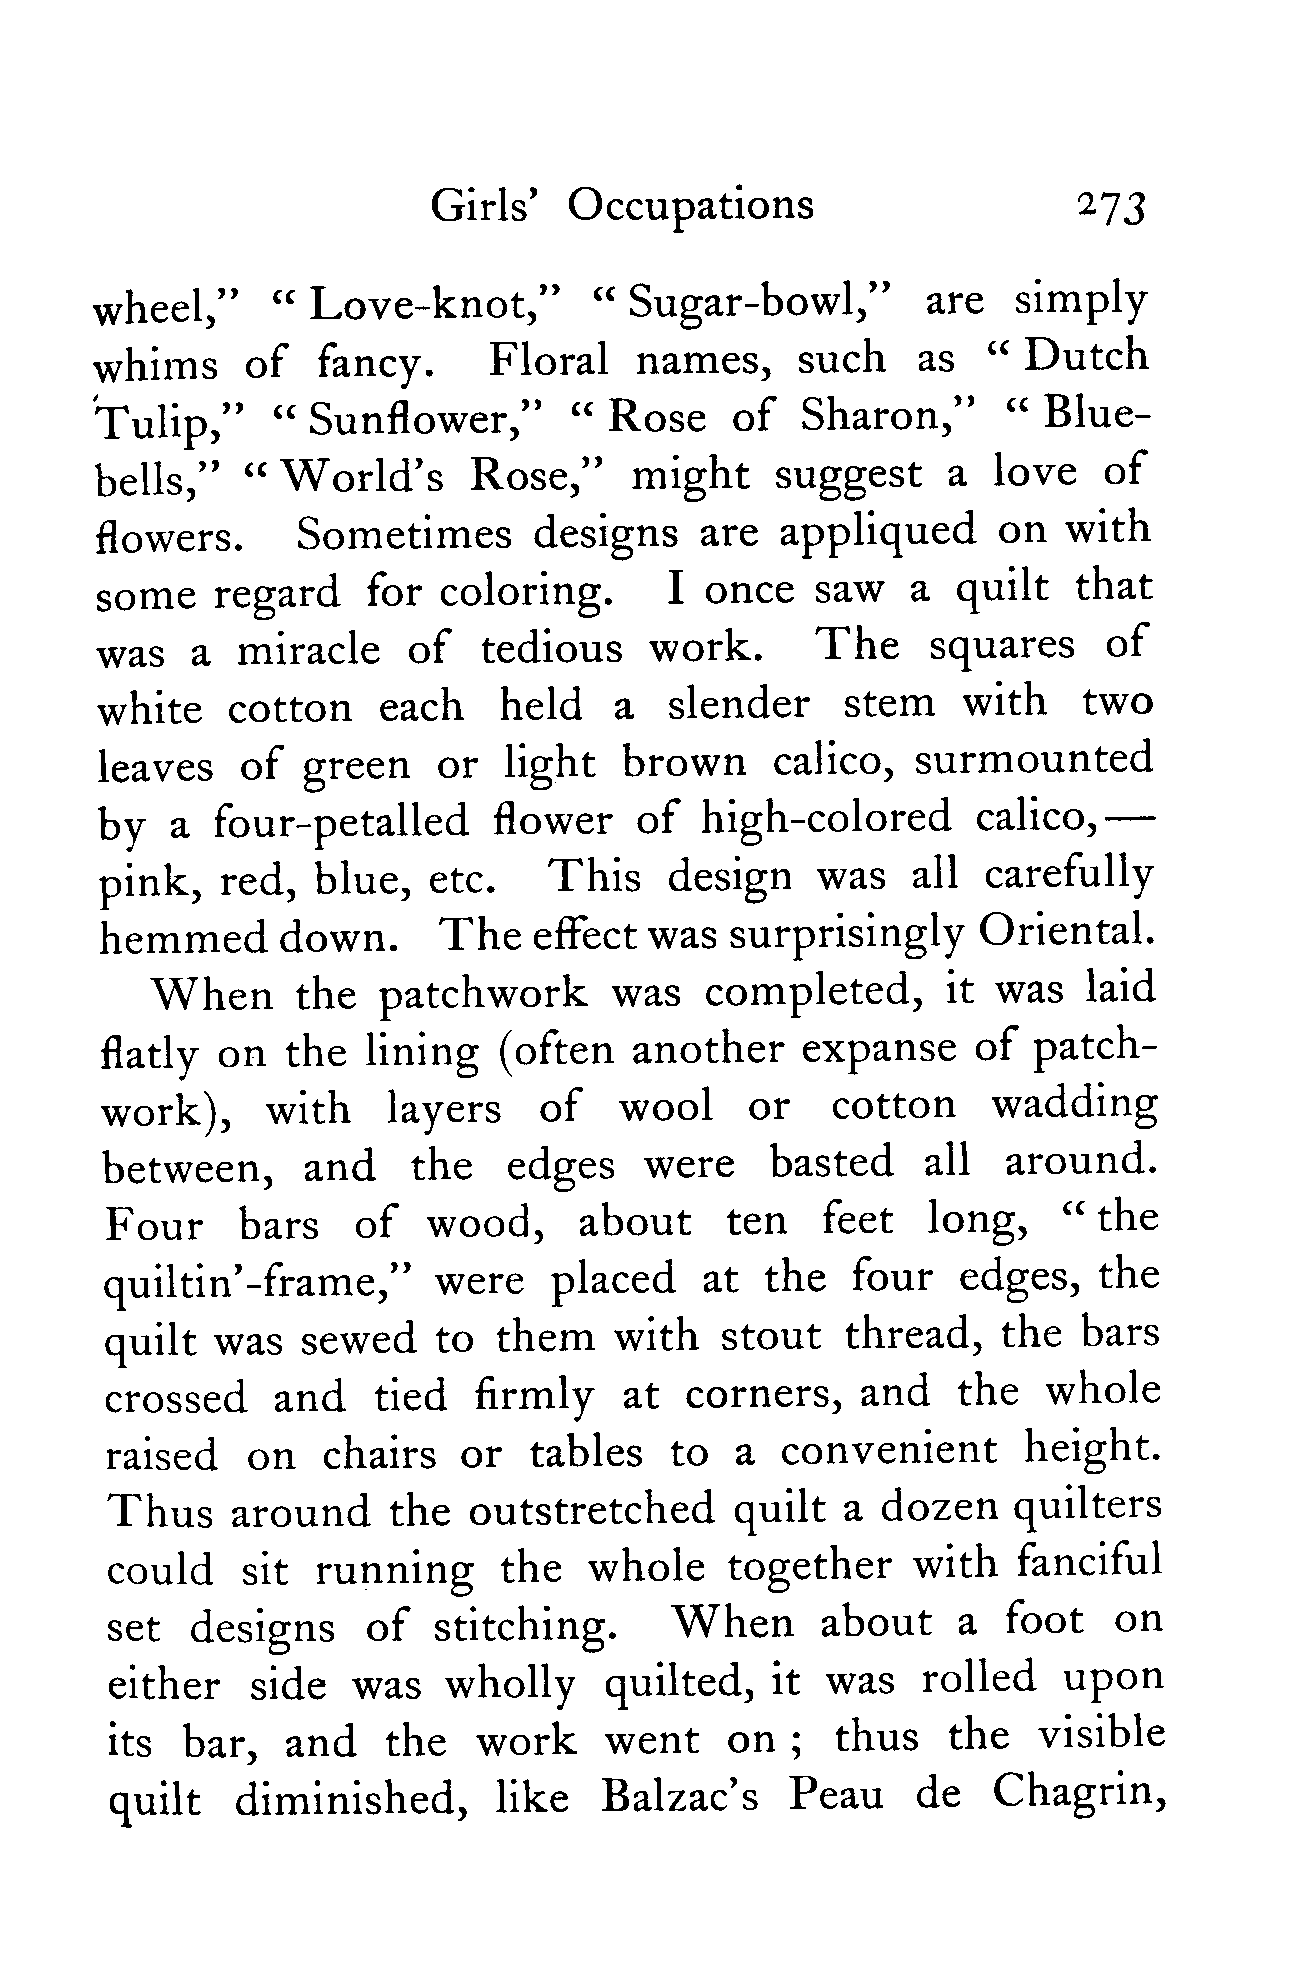 Girls' Occupations 273
wheel," "Love-knot," "Sugar-bowl," are simply
whims of fancy. Floral names, such as "Dutch
Tulip," "Sunflower," "Rose of Sharon," "Blue-
bells," "World's Rose," might suggest a love of
flowers. Sometimes designs are appliqued on with
some regard for coloring. I once saw a quilt that
was a miracle of tedious work. The squares of
white cotton each held a slender stem with two
leaves of green or light brown calico, surmounted
by a four-petalled flower of high-colored calico,—
pink, red, blue, etc. This design was all carefully
hemmed down. The effect was surprisingly Oriental.
When the patchwork was completed, it was laid
flatly on the lining (often another expanse of patch-
work), with layers of wool or cotton wadding
between, and the edges were basted all around.
Four bars of wood, about ten feet long, "the
quiltin'-frame," were placed at the four edges, the
quilt was sewed to them with stout thread, the bars
crossed and tied firmly at corners, and the whole
raised on chairs or tables to a convenient height.
Thus around the outstretched quilt a dozen quilters
could sit running the whole together with fanciful
set designs of stitching. When about a foot on
either side was wholly quilted, it was rolled upon
its bar, and the work went on; thus the visible
quilt diminished, like Balzac's Peau de Chagrin,